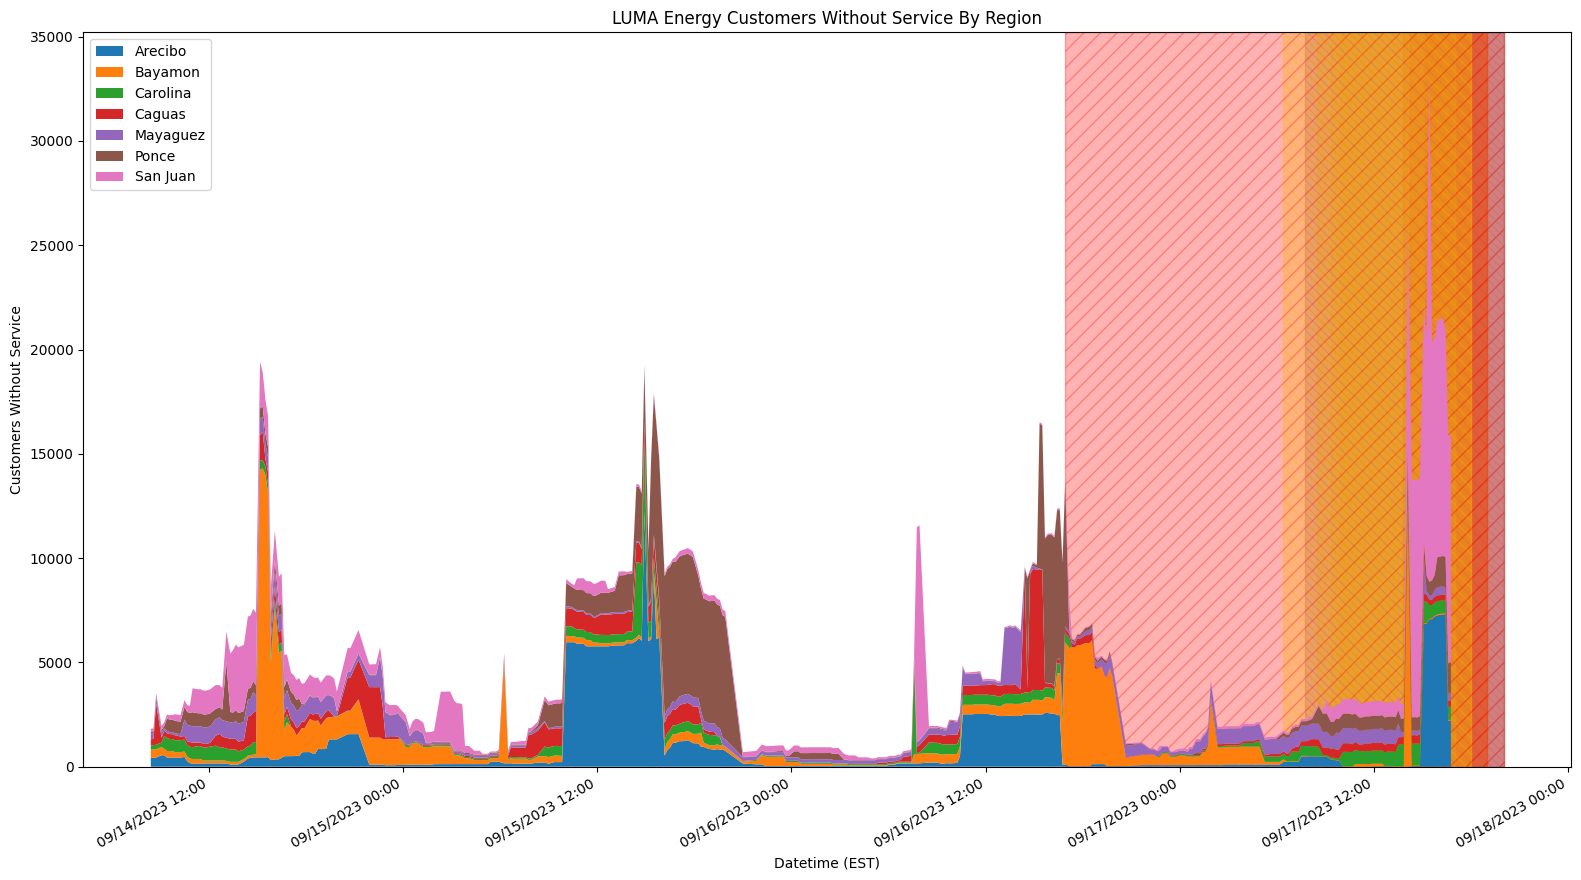 LUMA Energy Customers Without Service By Region
35000
30000
25000
20000
15000
10000
5000
0
Customers Without Service
Arecibo
Bayamon
Carolina
Caguas
Mayaguez
Ponce
San Juan
09/14/2023 12:00
09/15/2023 00:00
09/15/2023 12:00
09/16/2023 00:00
09/16/2023 12:00
09/17/2023 00:00
09/17/2023 12:00
09/18/2023 00:00
Datetime (EST)